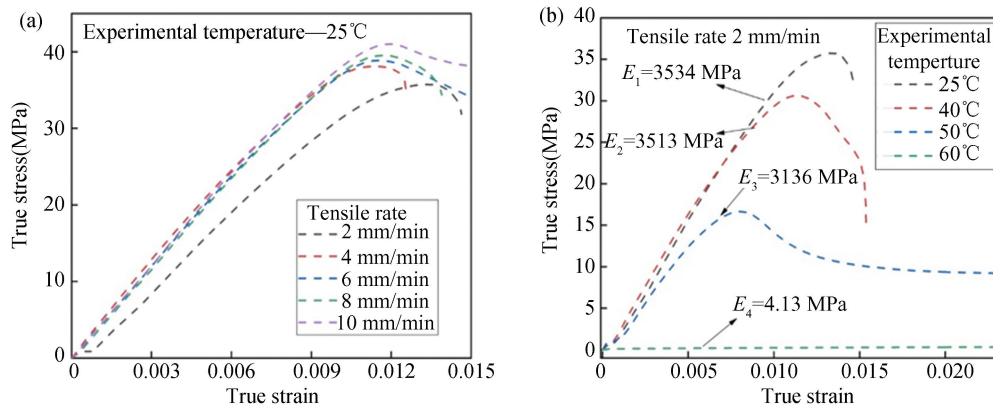 (a)
Experimental temperature—25℃
True stress(MPa)
40
30
20
10
0
Tensile rate
2 mm/min
4 mm/min
6 mm/min
8 mm/min
10 mm/min
0 0.003 0.006 0.009 0.012 0.015
True strain
(b)
Tensile rate 2 mm/min
Experimental
temperture
25℃
40℃
50℃
60℃
True stress(MPa)
40
35
30
25
20
15
10
5
0
E1=3534 MPa
E2=3513 MPa
E3=3136 MPa
E4=4.13 MPa
0 0.005 0.010 0.015 0.020
True strain